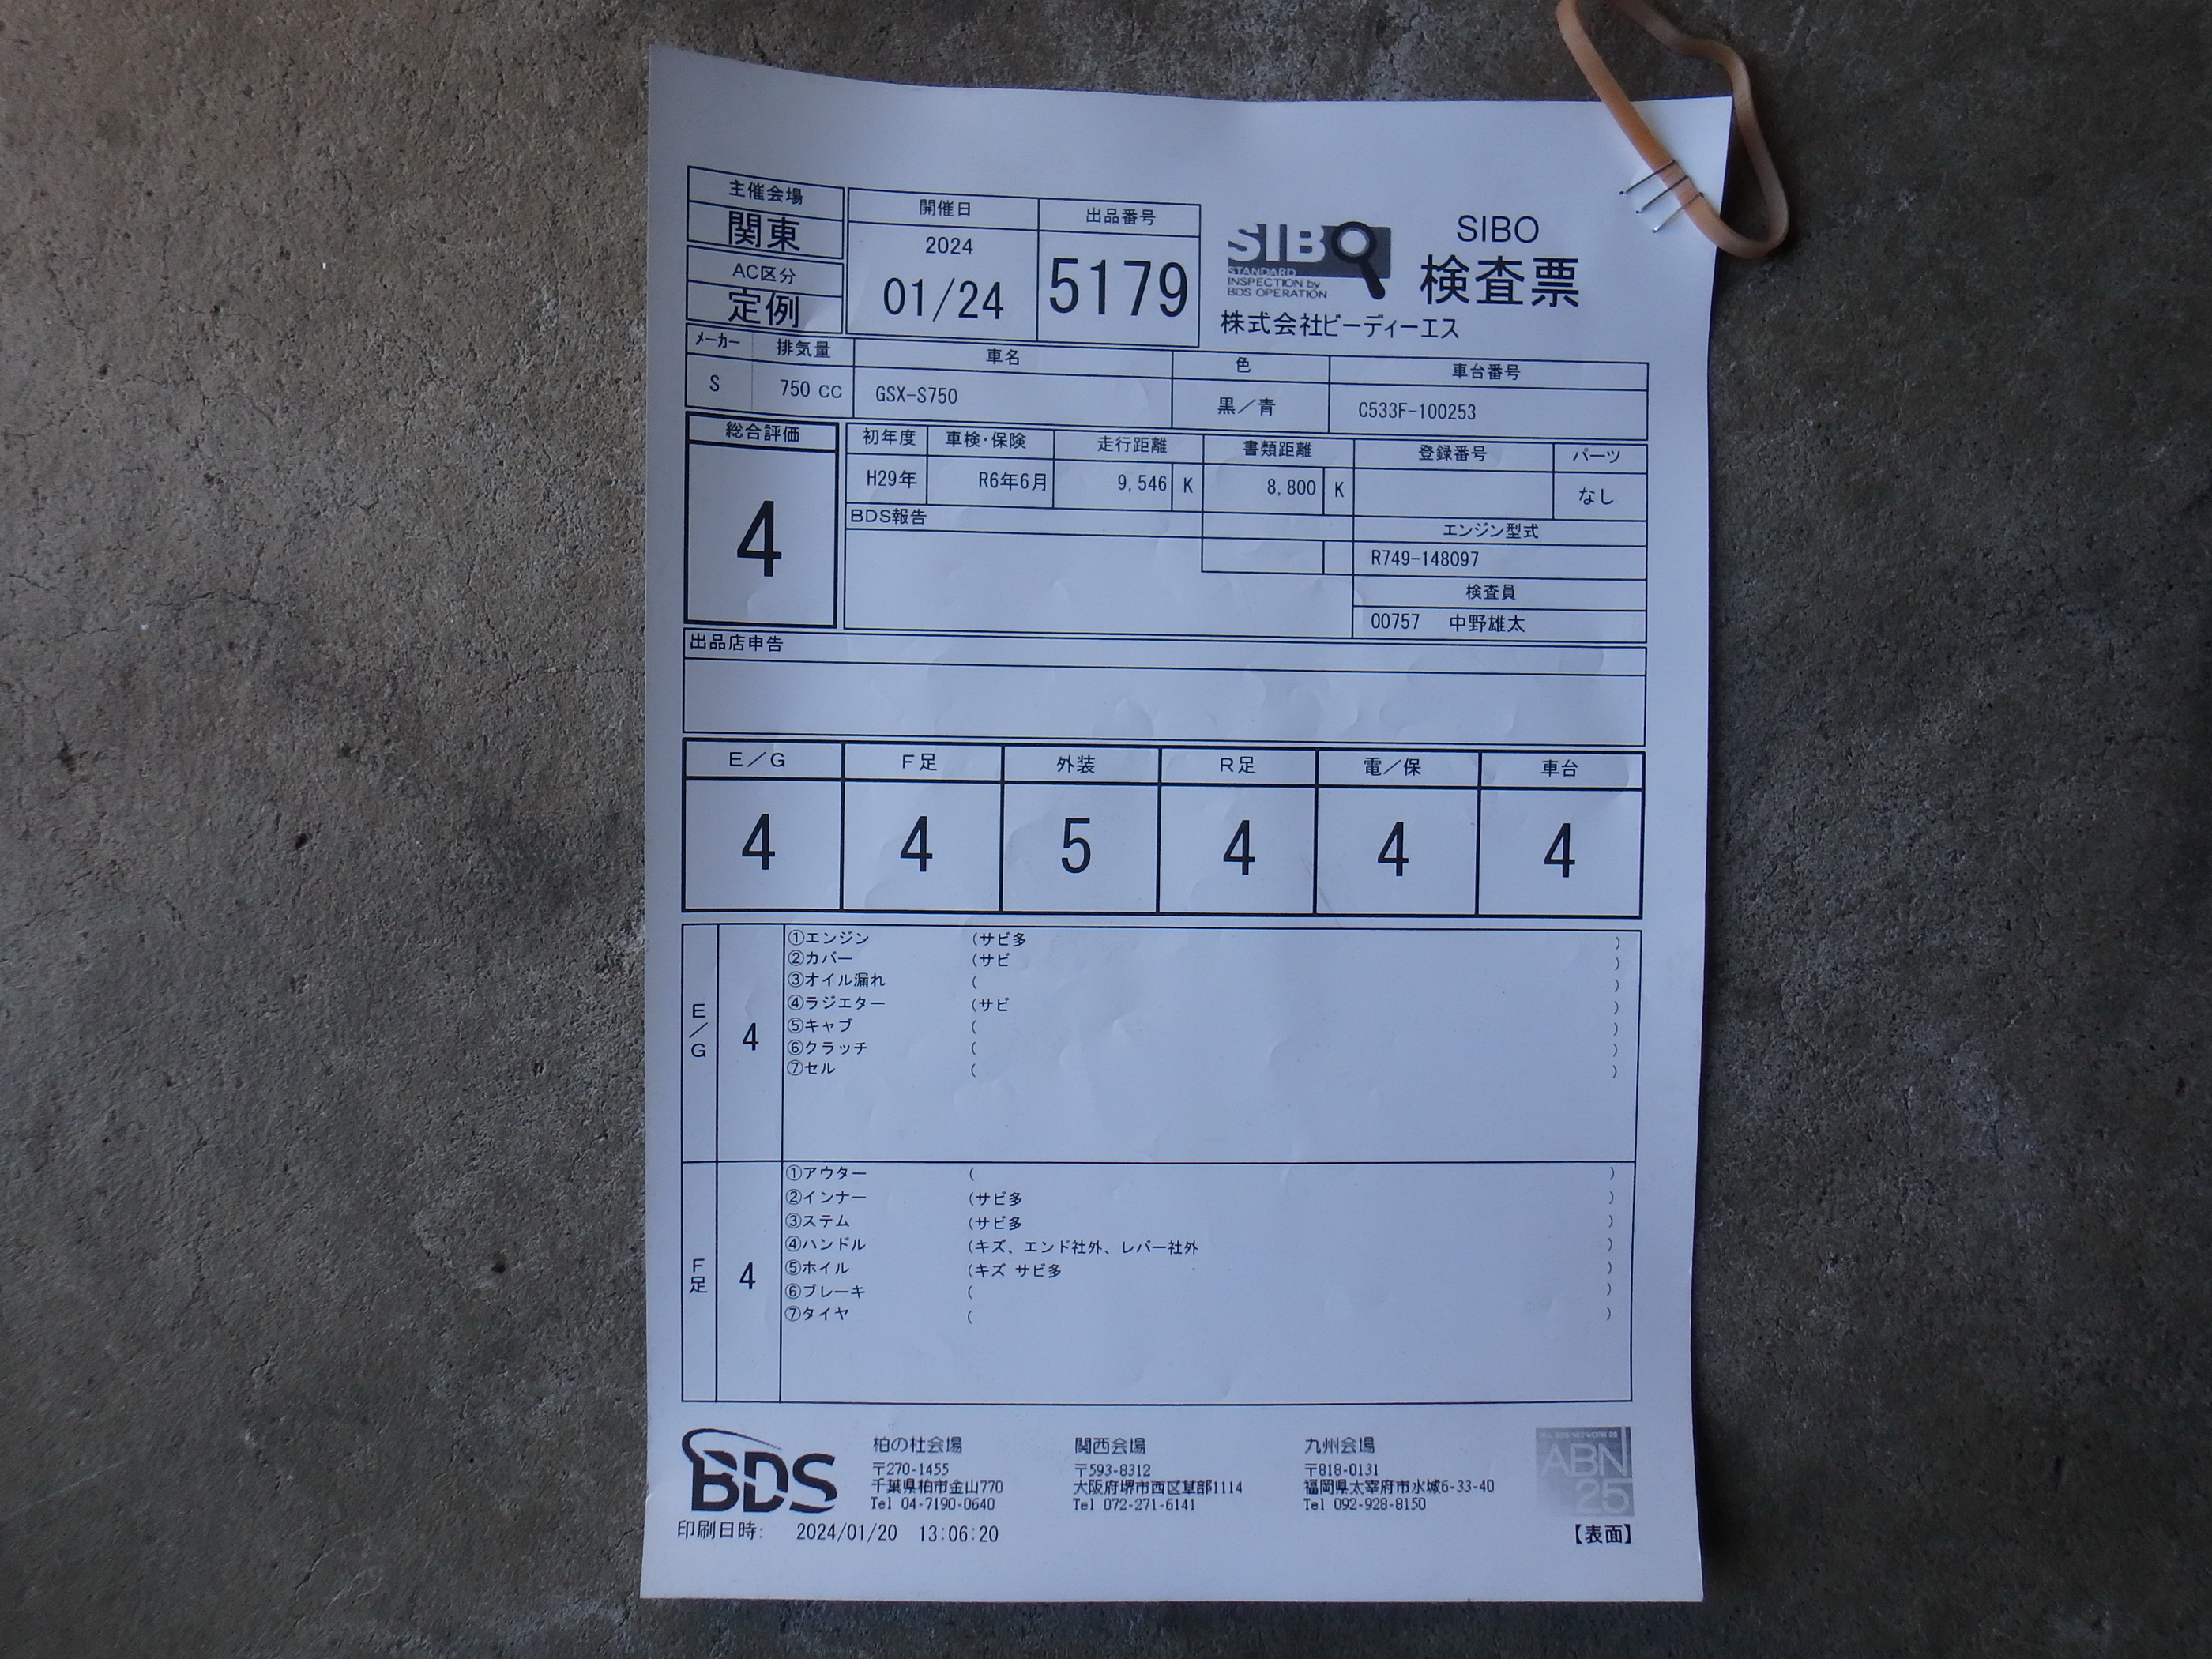 主催会場
関東
AC区分
定例
開催日
2024
01/24
出品番号
5179
SIBO
STANDARD
INSPECTION by
BDS OPERATION
SIBO
検査票
株式会社ビーディーエス
メーカー 排気量 車名 色 車台番号
S 750 CC GSX-S750 黒／青 C533F-100253
総合評価
4
初年度 車検・保険 走行距離 書類距離 登録番号 パーツ
H29年 R6年6月 9,546 K 8,800 K なし
BDS報告
エンジン型式
R749-148097
検査員
00757 中野雄太
出品店申告
E／G F足 外装 R足 電／保 車台
4 4 5 4 4 4
E／G 4
①エンジン (サビ多 )
②カバー (サビ )
③オイル漏れ ( )
④ラジエター (サビ )
⑤キャブ ( )
⑥クラッチ ( )
⑦セル ( )
F足 4
①アウター ( )
②インナー (サビ多 )
③ステム (サビ多 )
④ハンドル (キズ、エンド社外、レバー社外 )
⑤ホイル (キズ サビ多 )
⑥ブレーキ ( )
⑦タイヤ ( )
BDS
柏の杜会場
〒270-1455
千葉県柏市金山770
Tel 04-7190-0640
関西会場
〒593-8312
大阪府堺市西区草部1114
Tel 072-271-6141
九州会場
〒818-0131
福岡県太宰府市水城6-33-40
Tel 092-928-8150
ABN
25
印刷日時: 2024/01/20 13:06:20
【表面】